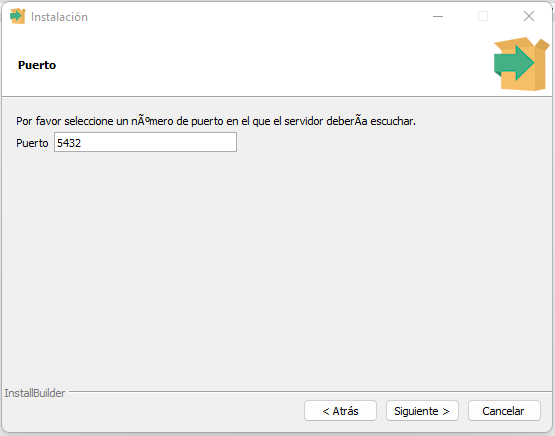 Instalación
Puerto
Por favor seleccione un nÃºmero de puerto en el que el servidor deberÃ­a escuchar.
Puerto 5432
InstallBuilder
< Atrás Siguiente > Cancelar